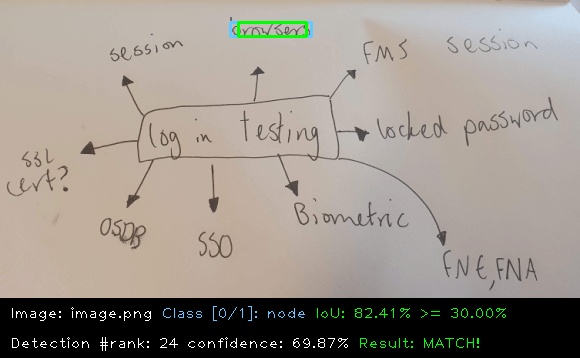 browsers
session
FMS session
log in testing
locked password
SSL
cert?
OSDB
SSO
Biometric
FNE, FNA
Image: image.png Class [0/1]: node IoU: 82.41% >= 30.00%
Detection #rank: 24 confidence: 69.87% Result: MATCH!